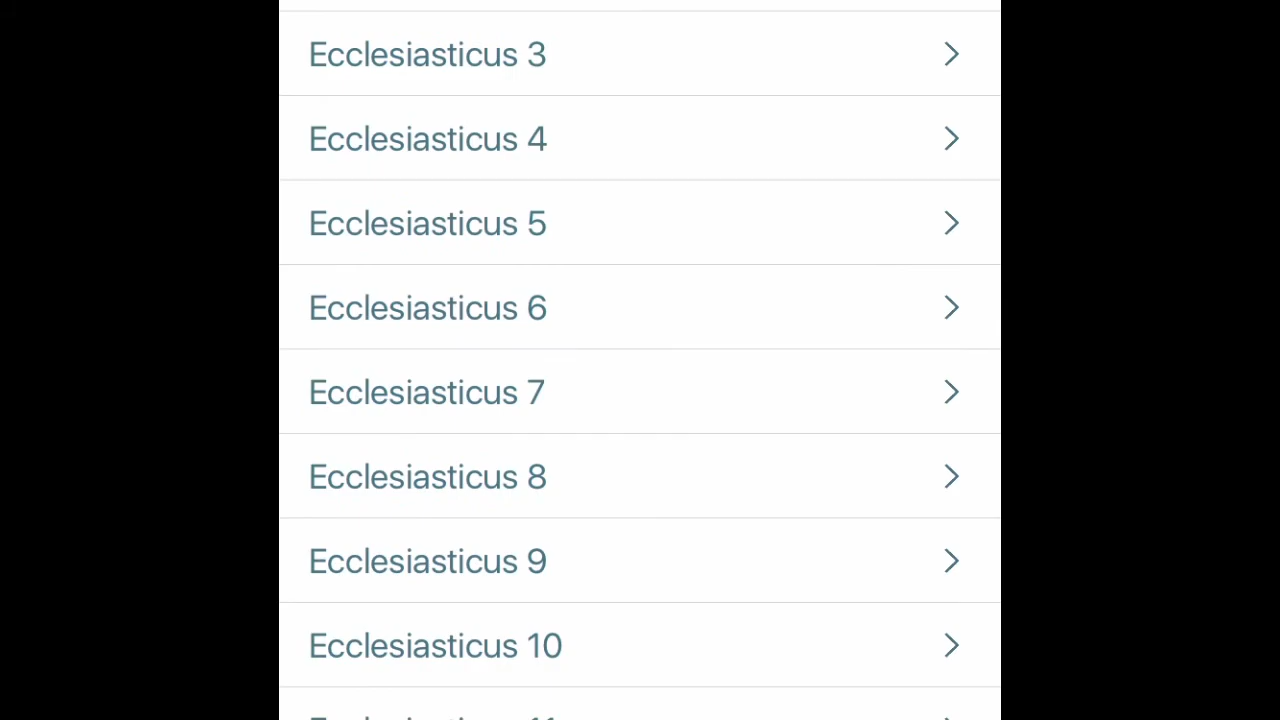 Ecclesiasticus 3
Ecclesiasticus 4
Ecclesiasticus 5
Ecclesiasticus 6
Ecclesiasticus 7
Ecclesiasticus 8
Ecclesiasticus 9
Ecclesiasticus 10